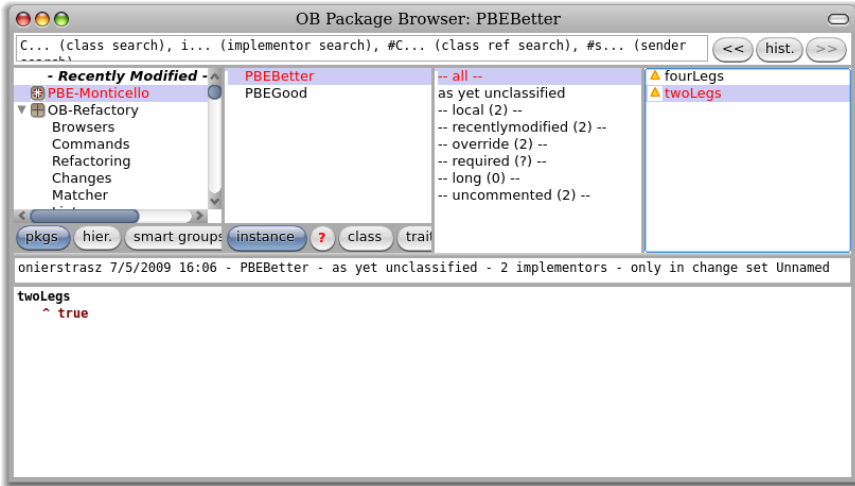 OB Package Browser: PBEBetter
C... (class search), i... (implementor search), #C... (class ref search), #s... (sender
<< hist. >>
- Recently Modified -
PBE-Monticello
OB-Refactory
Browsers
Commands
Refactoring
Changes
Matcher
PBEBetter
PBEGood
-- all --
as yet unclassified
-- local (2) --
-- recentlymodified (2) --
-- override (2) --
-- required (?) --
-- long (0) --
-- uncommented (2) --
fourLegs
twoLegs
pkgs hier. smart groups instance ? class trait
onierstrasz 7/5/2009 16:06 - PBEBetter - as yet unclassified - 2 implementors - only in change set Unnamed
twoLegs
^ true